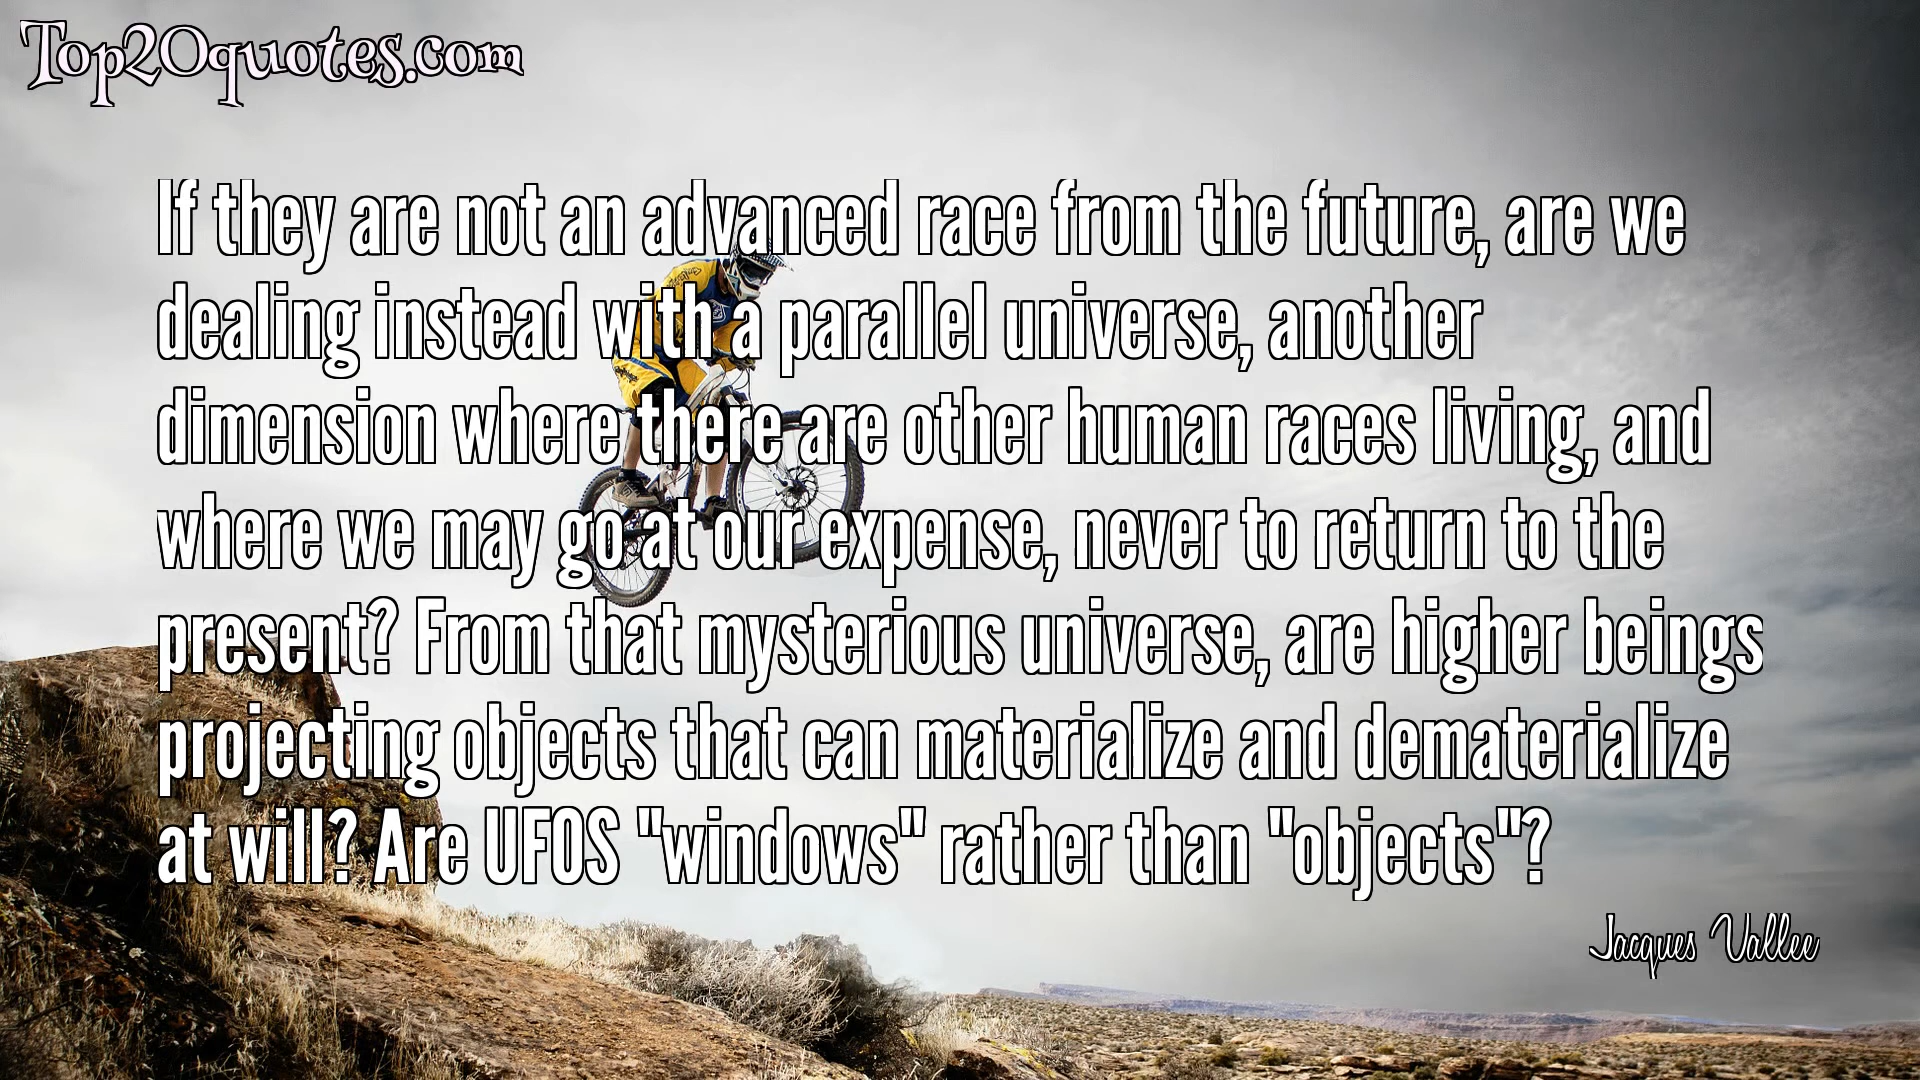 Top20quotes.com
If they are not an advanced race from the future, are we
dealing instead with a parallel universe, another
dimension where there are other human races living, and
where we may go at our expense, never to return to the
present? From that mysterious universe, are higher beings
projecting objects that can materialize and dematerialize
at will? Are UFOS "windows" rather than "objects"?
Jacques Vallee